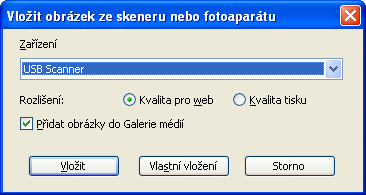 Vložit obrázek ze skeneru nebo fotoaparátu
Zařízení
USB Scanner
Rozlišení: Kvalita pro web Kvalita tisku
Přidat obrázky do Galerie médií
Vložit Vlastní vložení Storno